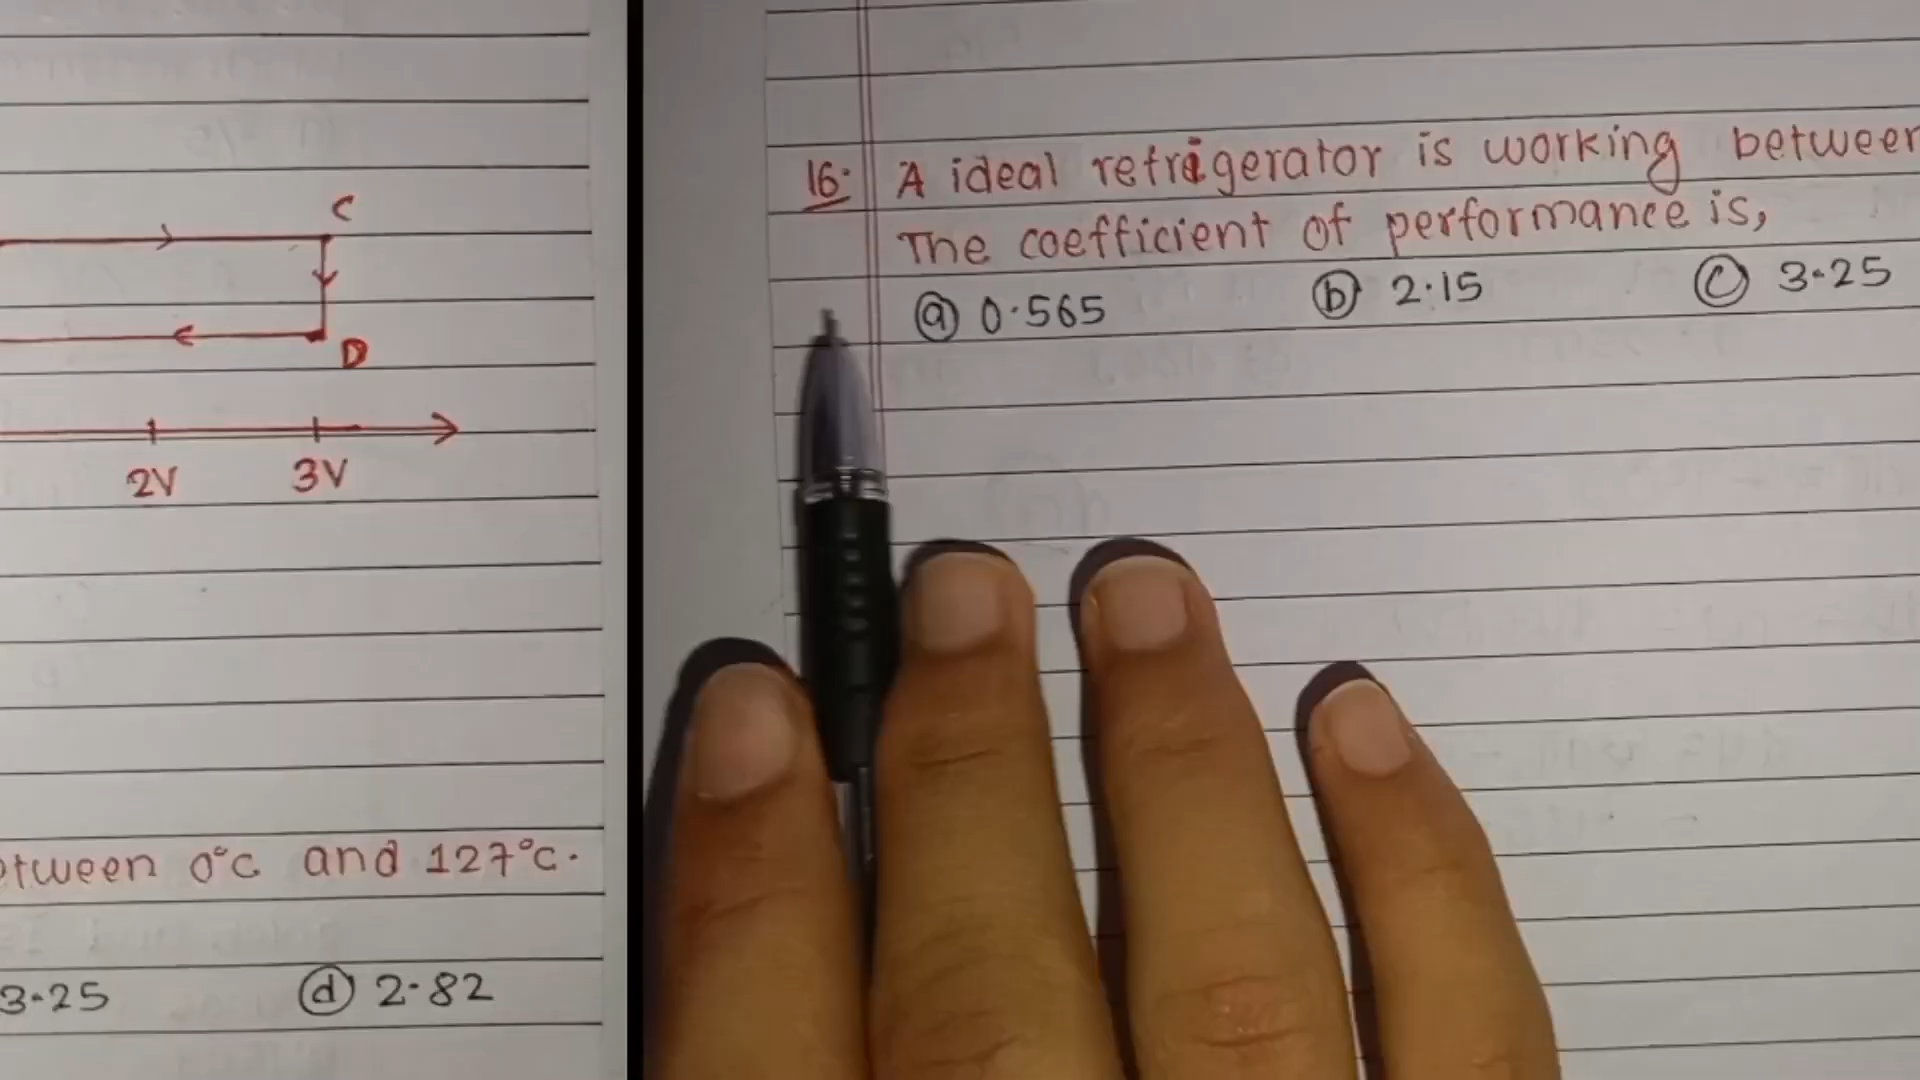 C
D
2V 3V
etween 0°C and 127°C.
3.25 ⓓ 2.82
16. A ideal refrigerator is working between
The coefficient of performance is,
ⓐ 0.565 ⓑ 2.15 ⓒ 3.25